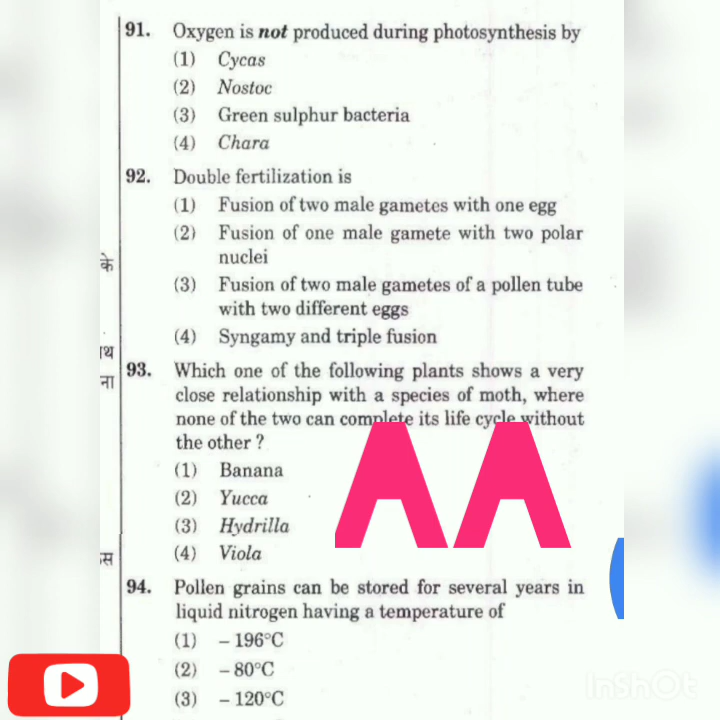 91. Oxygen is not produced during photosynthesis by
(1) Cycas
(2) Nostoc
(3) Green sulphur bacteria
(4) Chara
92. Double fertilization is
(1) Fusion of two male gametes with one egg
(2) Fusion of one male gamete with two polar
nuclei
(3) Fusion of two male gametes of a pollen tube
with two different eggs
(4) Syngamy and triple fusion
93. Which one of the following plants shows a very
close relationship with a species of moth, where
none of the two can complete its life cycle without
the other ?
(1) Banana
(2) Yucca
(3) Hydrilla
(4) Viola
94. Pollen grains can be stored for several years in
liquid nitrogen having a temperature of
(1) – 196°C
(2) – 80°C
(3) – 120°C
के
ना
InShOt